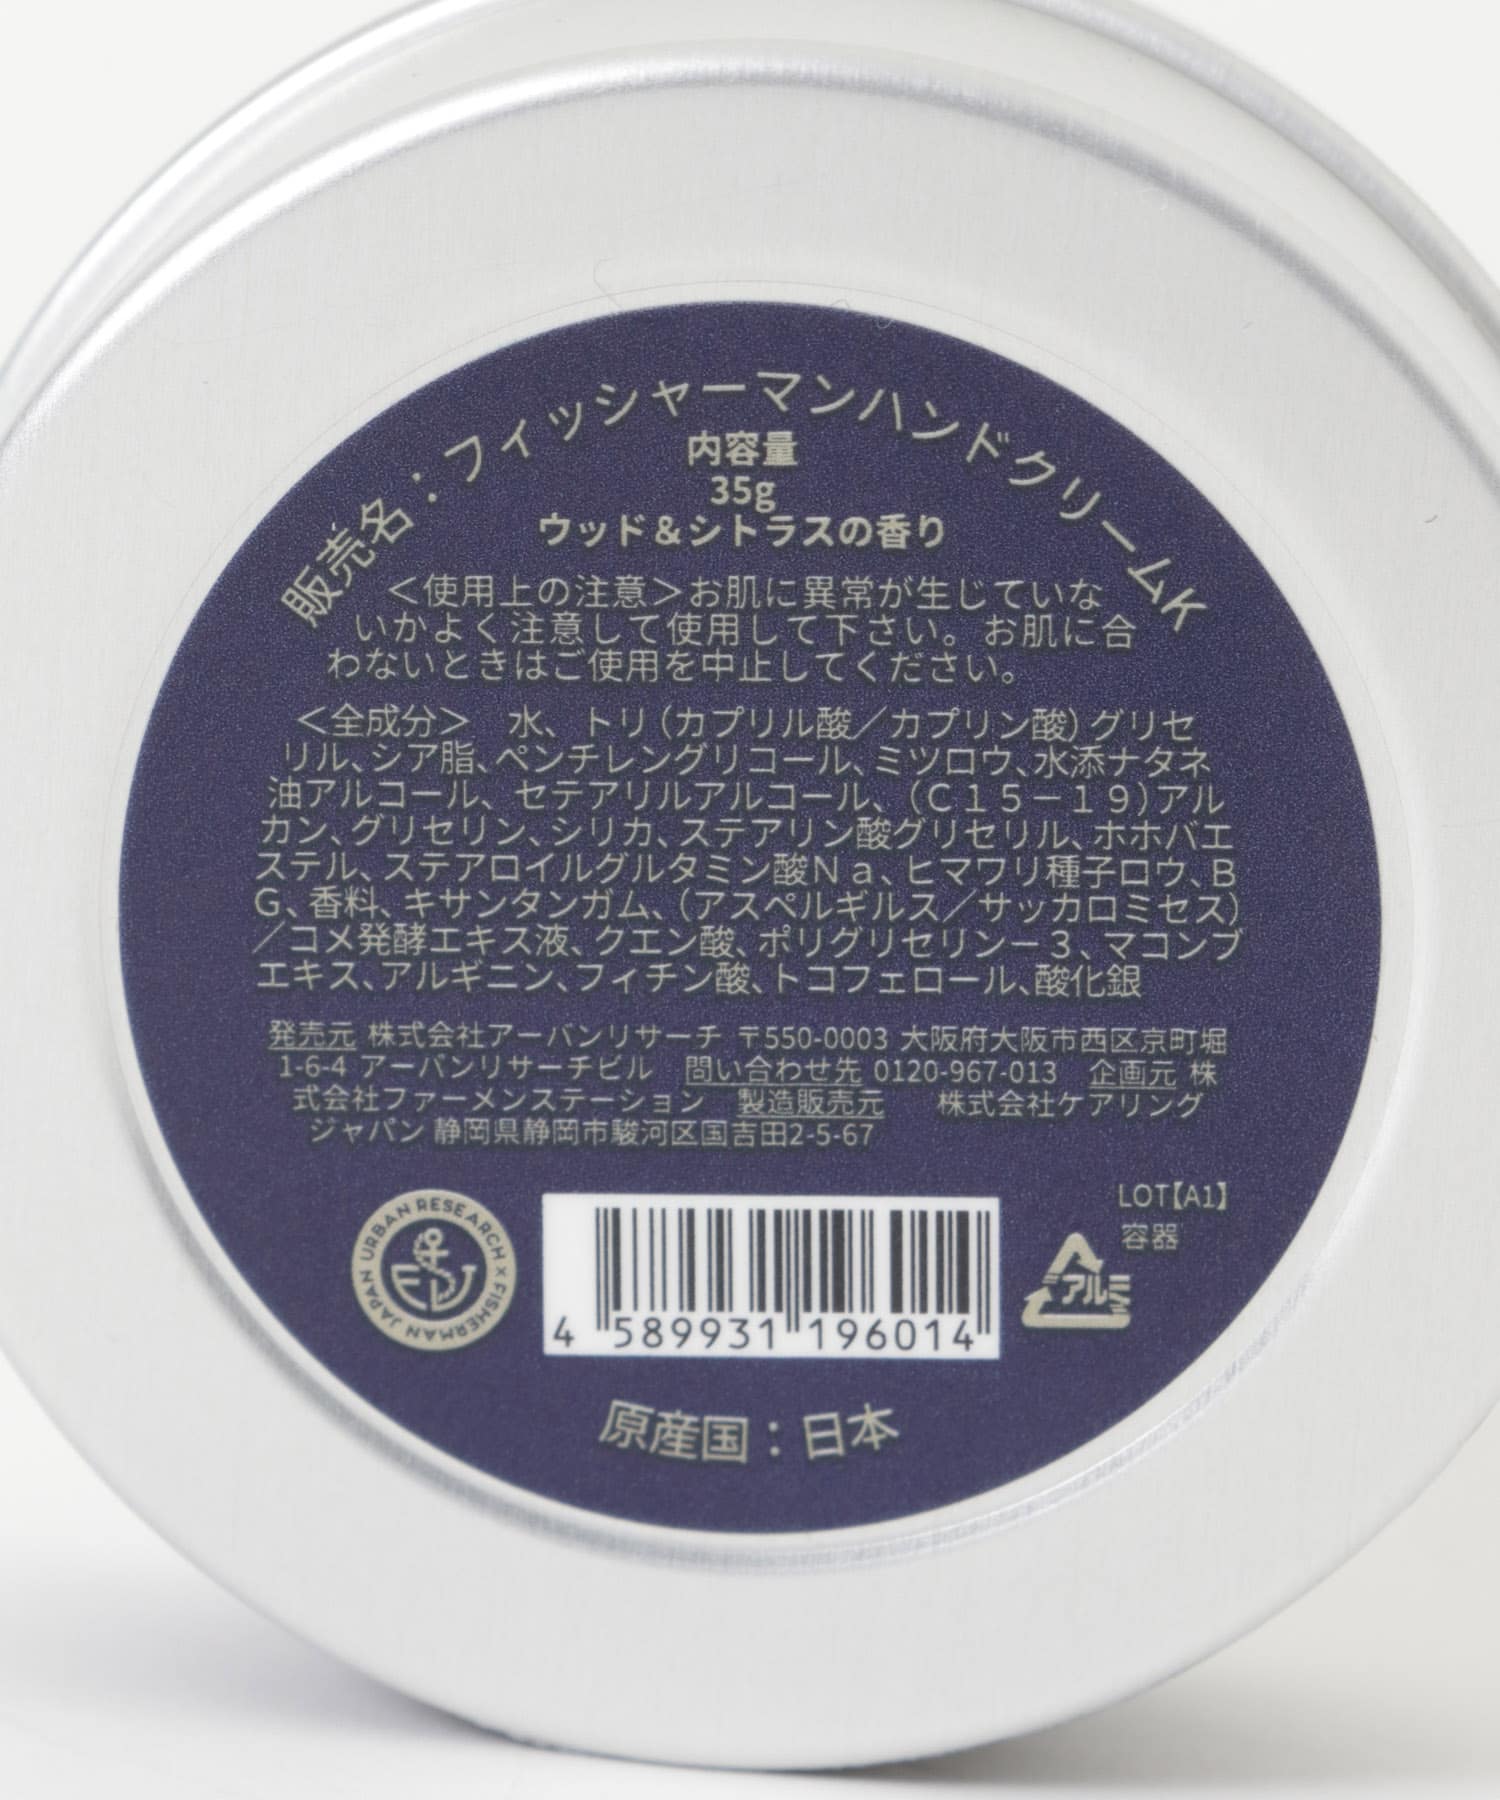 販売名：フィッシャーマンハンドクリームK
内容量
35g
ウッド＆シトラスの香り
＜使用上の注意＞お肌に異常が生じていな
いかよく注意して使用して下さい。お肌に合
わないときはご使用を中止してください。
＜全成分＞　水、トリ（カプリル酸／カプリン酸）グリセ
リル、シア脂、ペンチレングリコール、ミツロウ、水添ナタネ
油アルコール、セテアリルアルコール、（Ｃ１５－１９）アル
カン、グリセリン、シリカ、ステアリン酸グリセリル、ホホバエ
ステル、ステアロイルグルタミン酸Ｎａ、ヒマワリ種子ロウ、Ｂ
Ｇ、香料、キサンタンガム、（アスペルギルス／サッカロミセス）
／コメ発酵エキス液、クエン酸、ポリグリセリン－３、マコンブ
エキス、アルギニン、フィチン酸、トコフェロール、酸化銀
発売元 株式会社アーバンリサーチ 〒550-0003 大阪府大阪市西区京町堀
1-6-4 アーバンリサーチビル　問い合わせ先 0120-967-013　企画元 株
式会社ファーメンステーション　製造販売元　　株式会社ケアリング
ジャパン 静岡県静岡市駿河区国吉田2-5-67
LOT【A1】
容器
アルミ
JAPAN URBAN RESEARCH × FISHERMAN
4 589931 196014
原産国：日本